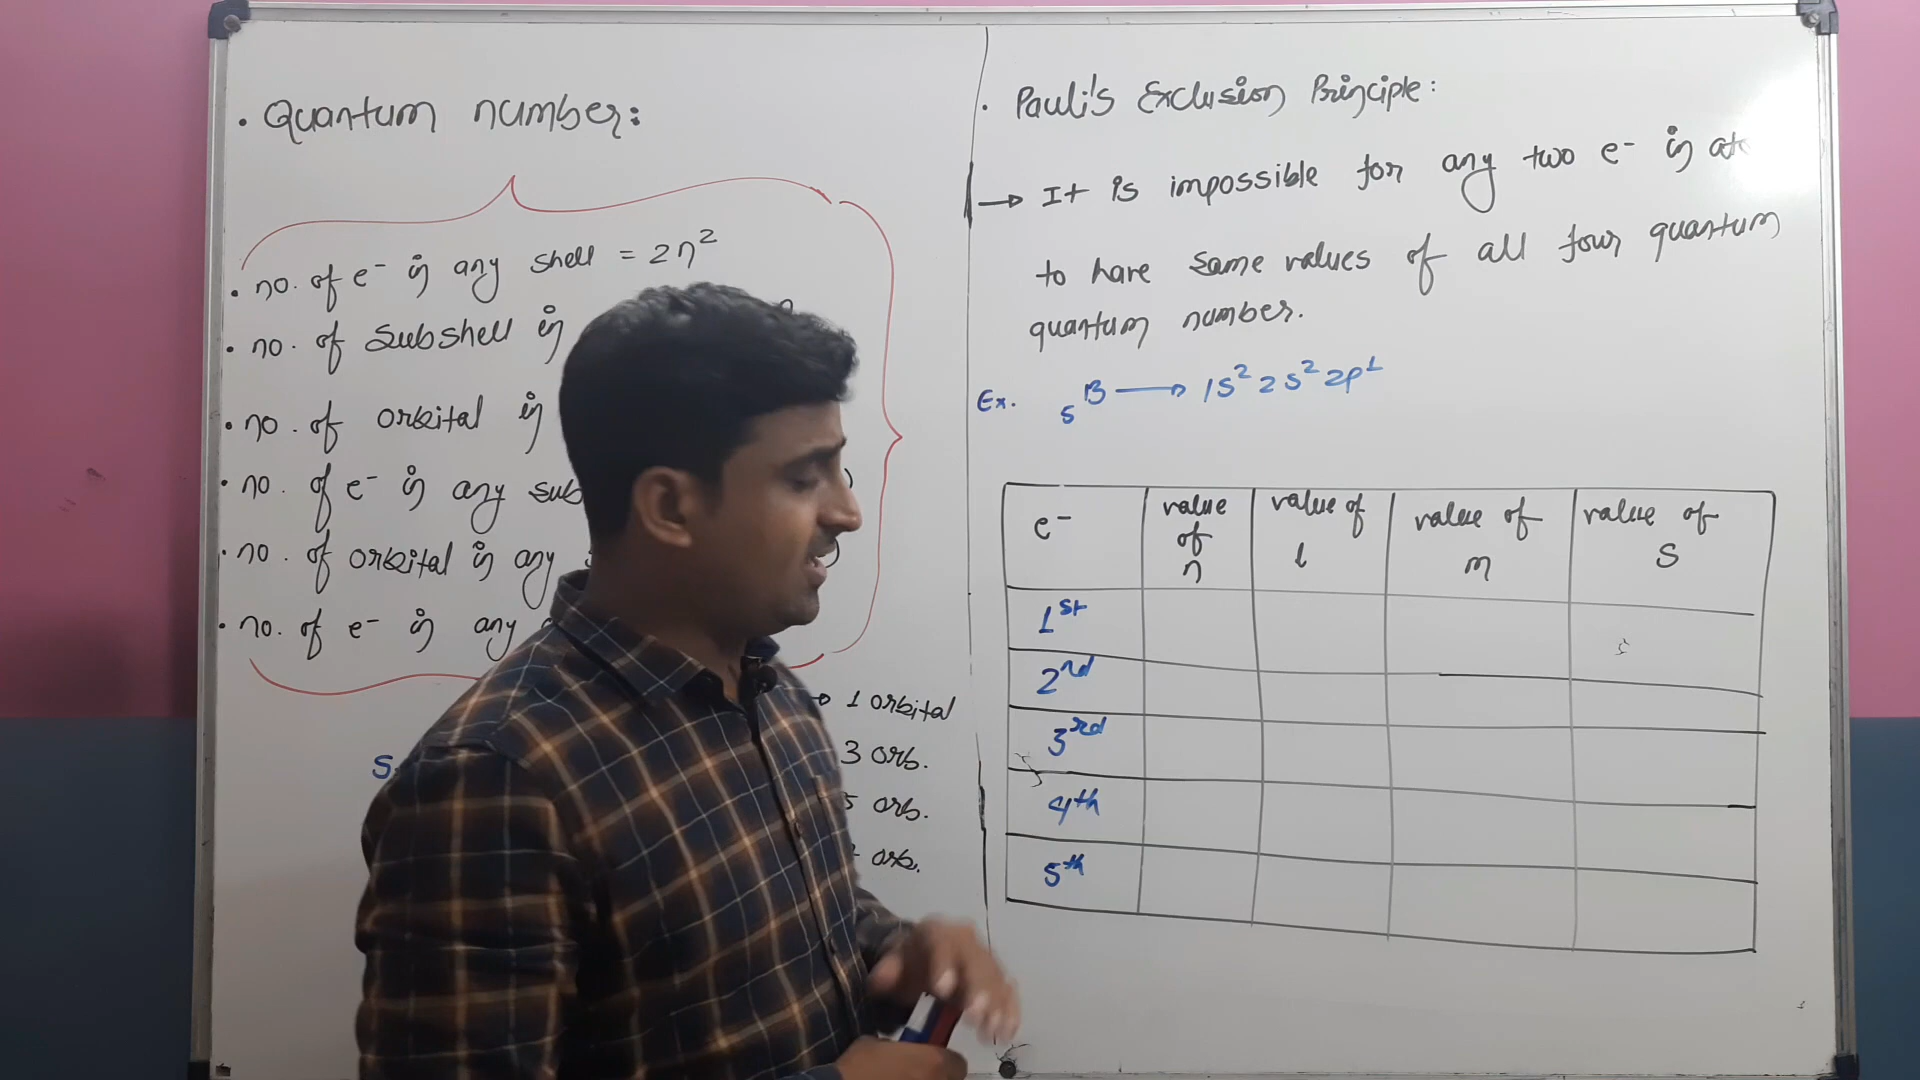 • Quantum number:
• no. of e⁻ in any shell = 2n²
• no. of Subshell in
• no. of orbital in
• no. of e⁻ in any sub
• no. of orbital in any
• no. of e⁻ in any
S
→ 1 orbital
3 orb.
5 orb.
orb.
• Pauli's Exclusion Principle:
→ It is impossible for any two e⁻ in
to have same values of all four quantum
quantum number.
Ex. ₅B → 1s² 2s² 2p¹
e⁻ value of n value of l value of m value of S
1st
2rd
3rd
4th
5th